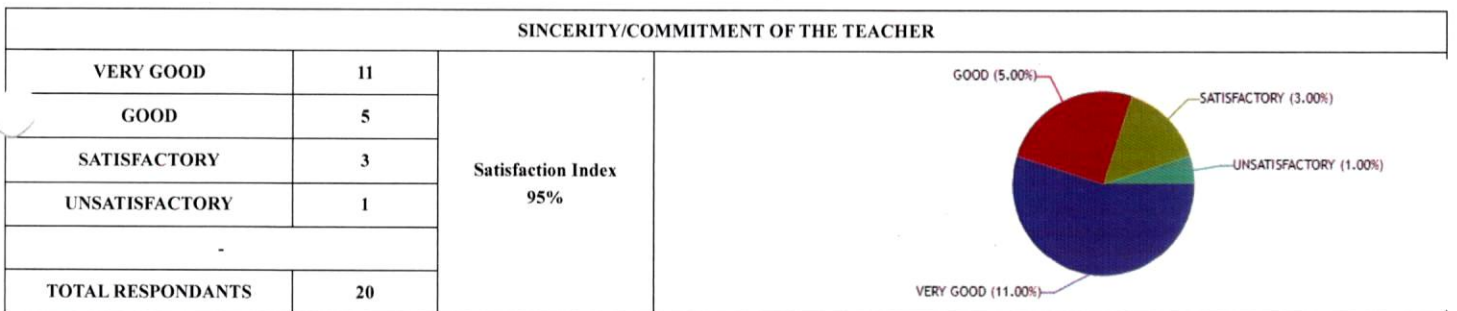 SINCERITY/COMMITMENT OF THE TEACHER
VERY GOOD 11
GOOD 5
SATISFACTORY 3
UNSATISFACTORY 1
-
TOTAL RESPONDANTS 20
Satisfaction Index
95%
GOOD (5.00%)
SATISFACTORY (3.00%)
UNSATISFACTORY (1.00%)
VERY GOOD (11.00%)